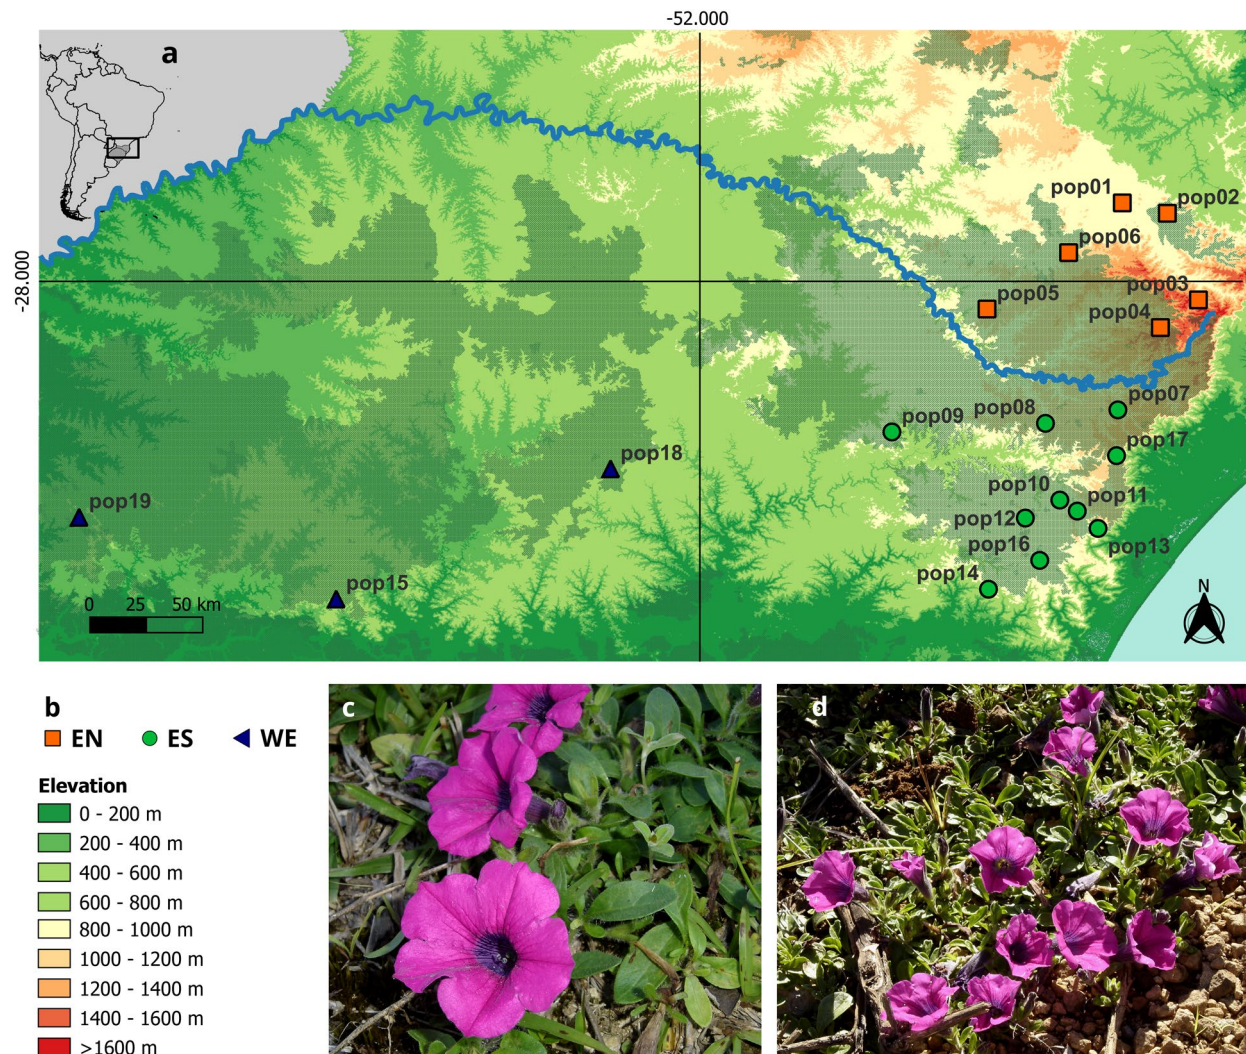 -52.000
a
-28.000
pop01
pop02
pop06
pop03
pop05
pop04
pop07
pop08
pop09
pop17
pop18
pop10
pop11
pop19
pop12
pop13
pop16
pop14
pop15
0 25 50 km
N
b
EN ES WE
Elevation
0 - 200 m
200 - 400 m
400 - 600 m
600 - 800 m
800 - 1000 m
1000 - 1200 m
1200 - 1400 m
1400 - 1600 m
>1600 m
c
d